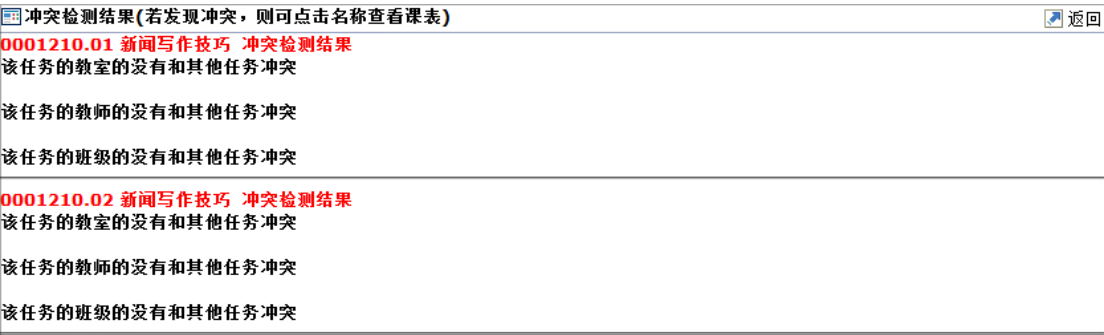 冲突检测结果(若发现冲突，则可点击名称查看课表)
返回
0001210.01 新闻写作技巧 冲突检测结果
该任务的教室的没有和其他任务冲突
该任务的教师的没有和其他任务冲突
该任务的班级的没有和其他任务冲突
0001210.02 新闻写作技巧 冲突检测结果
该任务的教室的没有和其他任务冲突
该任务的教师的没有和其他任务冲突
该任务的班级的没有和其他任务冲突